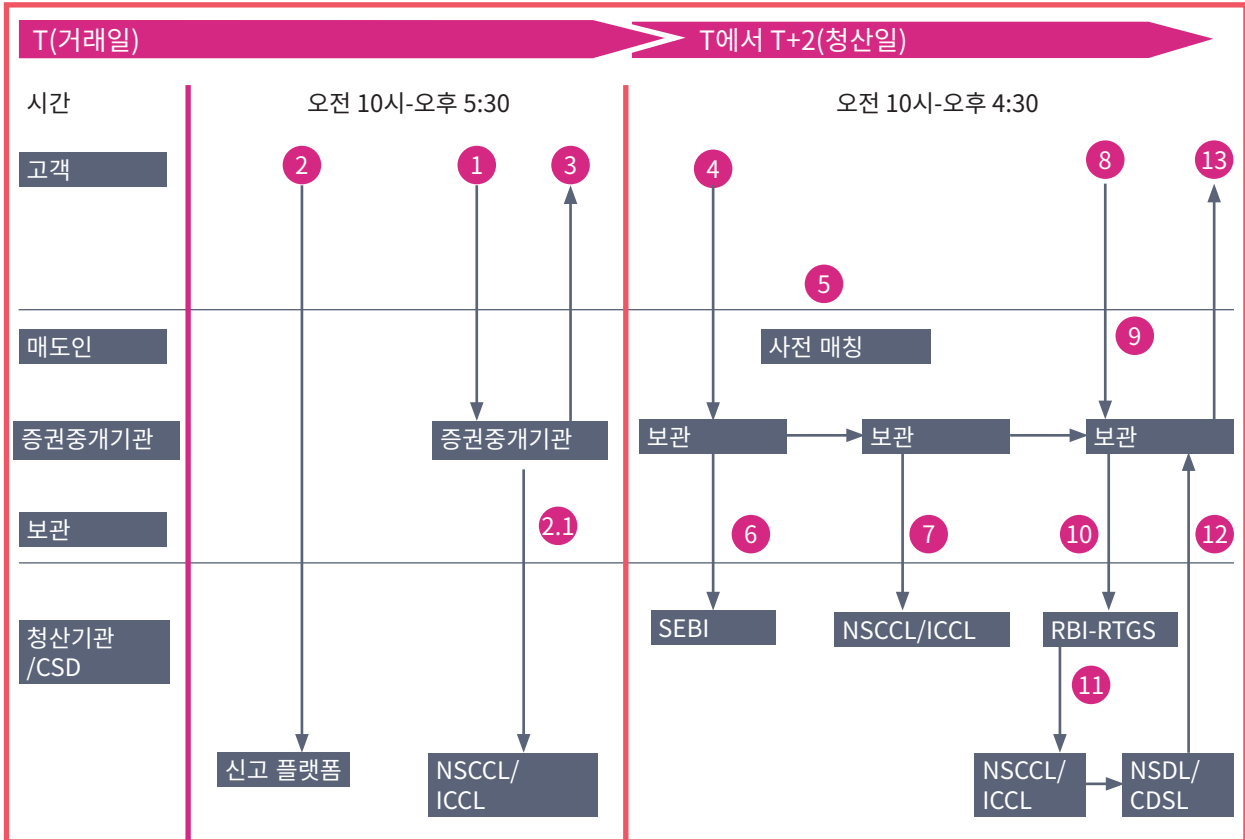 T(거래일)
T에서 T+2(청산일)
시간
오전 10시-오후 5:30
오전 10시-오후 4:30
고객
2
1
3
4
8
13
5
매도인
사전 매칭
9
증권중개기관
증권중개기관
보관
보관
보관
보관
2.1
6
7
10
12
청산기관
/CSD
SEBI
NSCCL/ICCL
RBI-RTGS
11
신고 플랫폼
NSCCL/
ICCL
NSCCL/
ICCL
NSDL/
CDSL